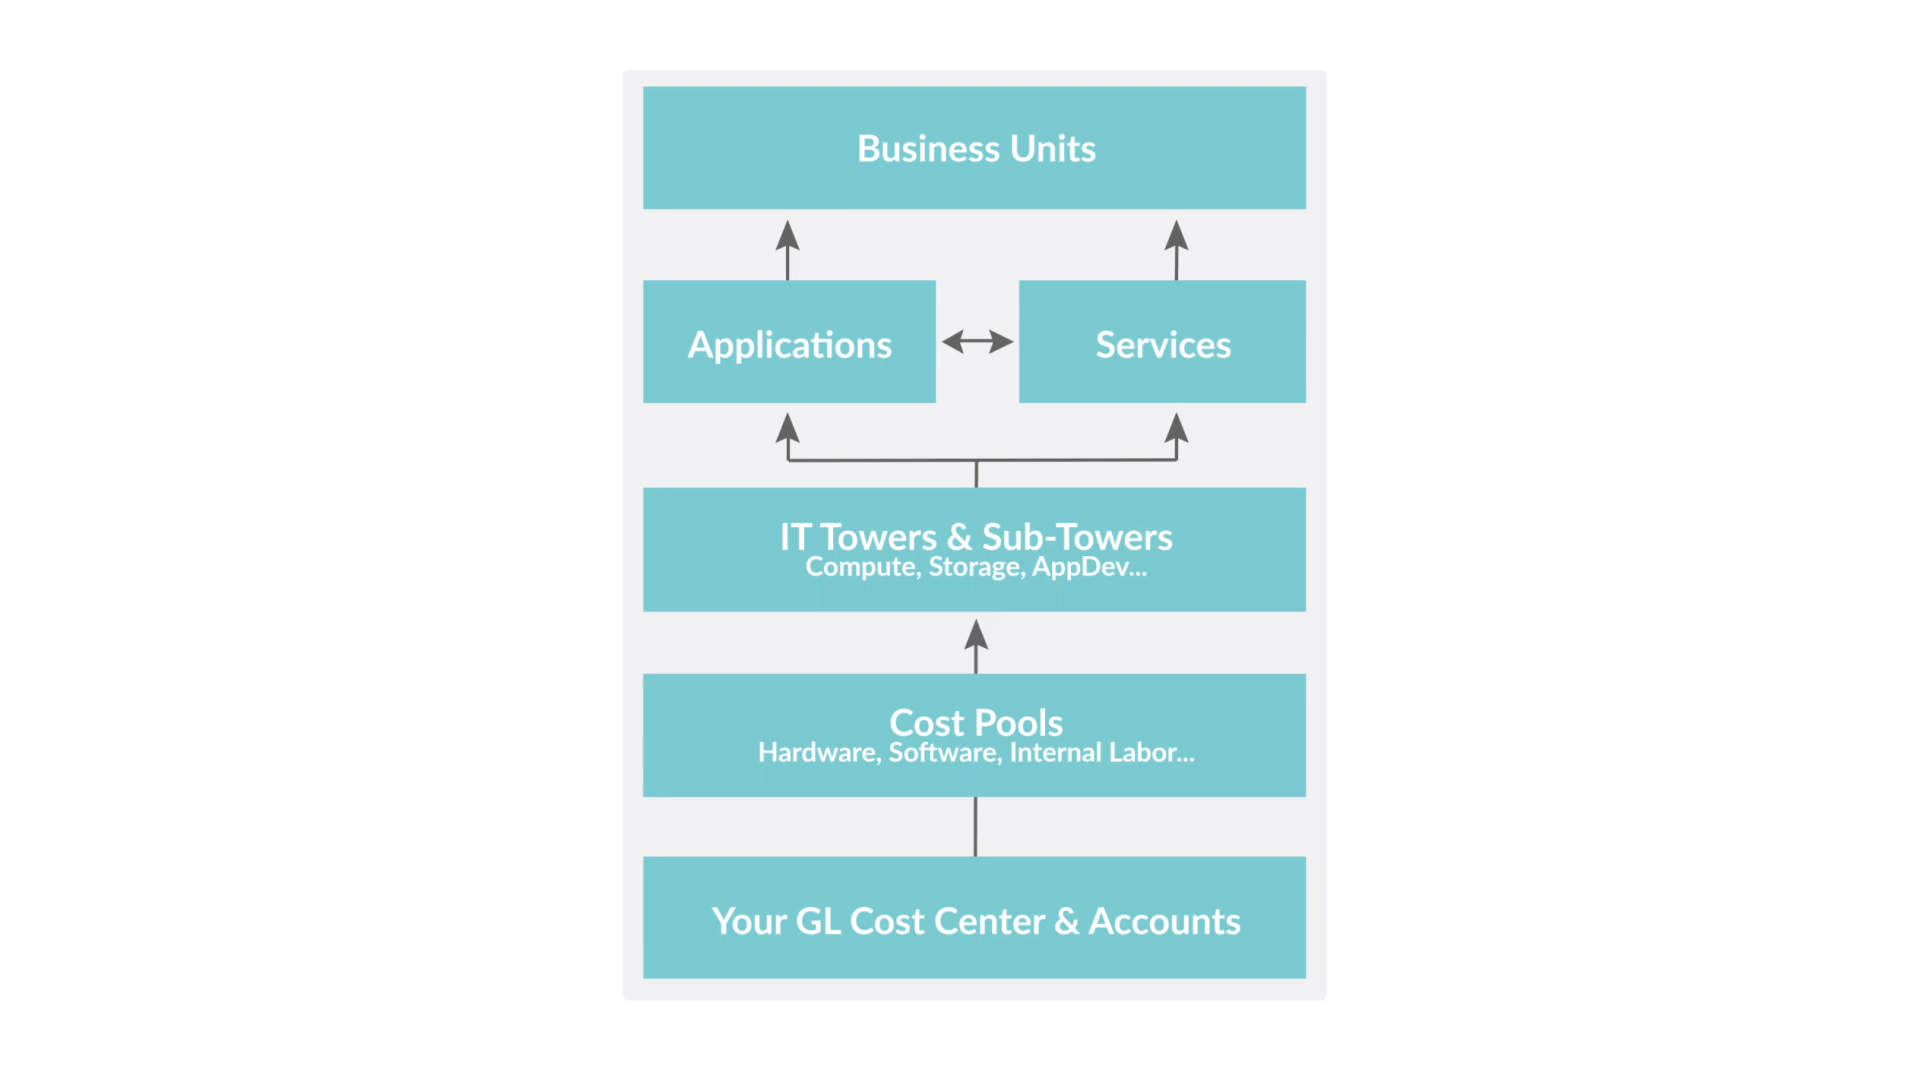 Business Units
Applications
Services
IT Towers & Sub-Towers
Compute, Storage, AppDev...
Cost Pools
Hardware, Software, Internal Labor...
Your GL Cost Center & Accounts